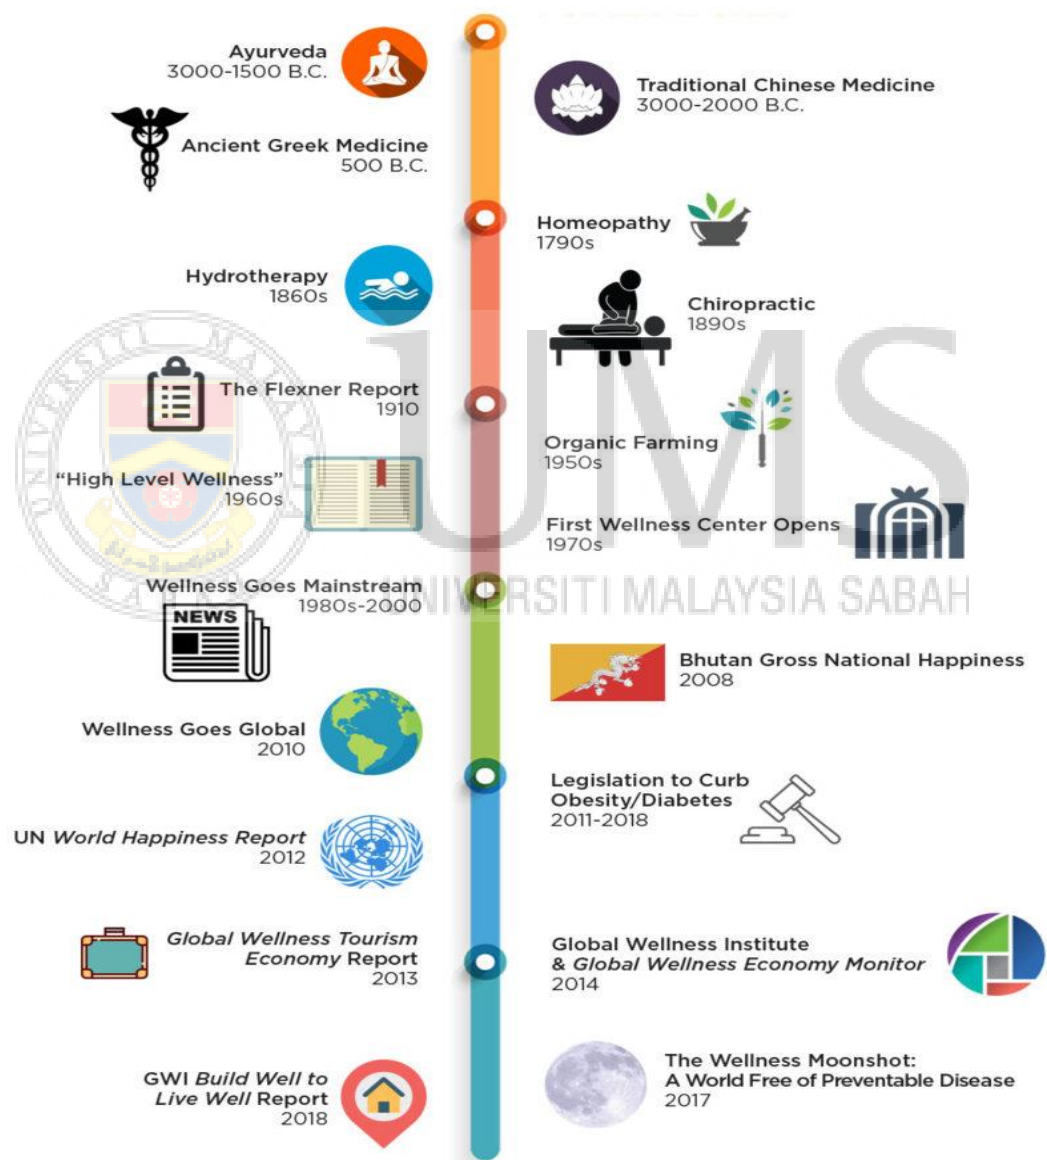 Ayurveda
3000-1500 B.C.
Traditional Chinese Medicine
3000-2000 B.C.
Ancient Greek Medicine
500 B.C.
Homeopathy
1790s
Hydrotherapy
1860s
Chiropractic
1890s
The Flexner Report
1910
Organic Farming
1950s
“High Level Wellness”
1960s
First Wellness Center Opens
1970s
Wellness Goes Mainstream
1980s-2000
NEWS
Bhutan Gross National Happiness
2008
Wellness Goes Global
2010
Legislation to Curb
Obesity/Diabetes
2011-2018
UN World Happiness Report
2012
Global Wellness Tourism
Economy Report
2013
Global Wellness Institute
& Global Wellness Economy Monitor
2014
The Wellness Moonshot:
A World Free of Preventable Disease
2017
GWI Build Well to
Live Well Report
2018
UMS
UNIVERSITI MALAYSIA SABAH
UNIVERSITI MALAYSIA
SABAH